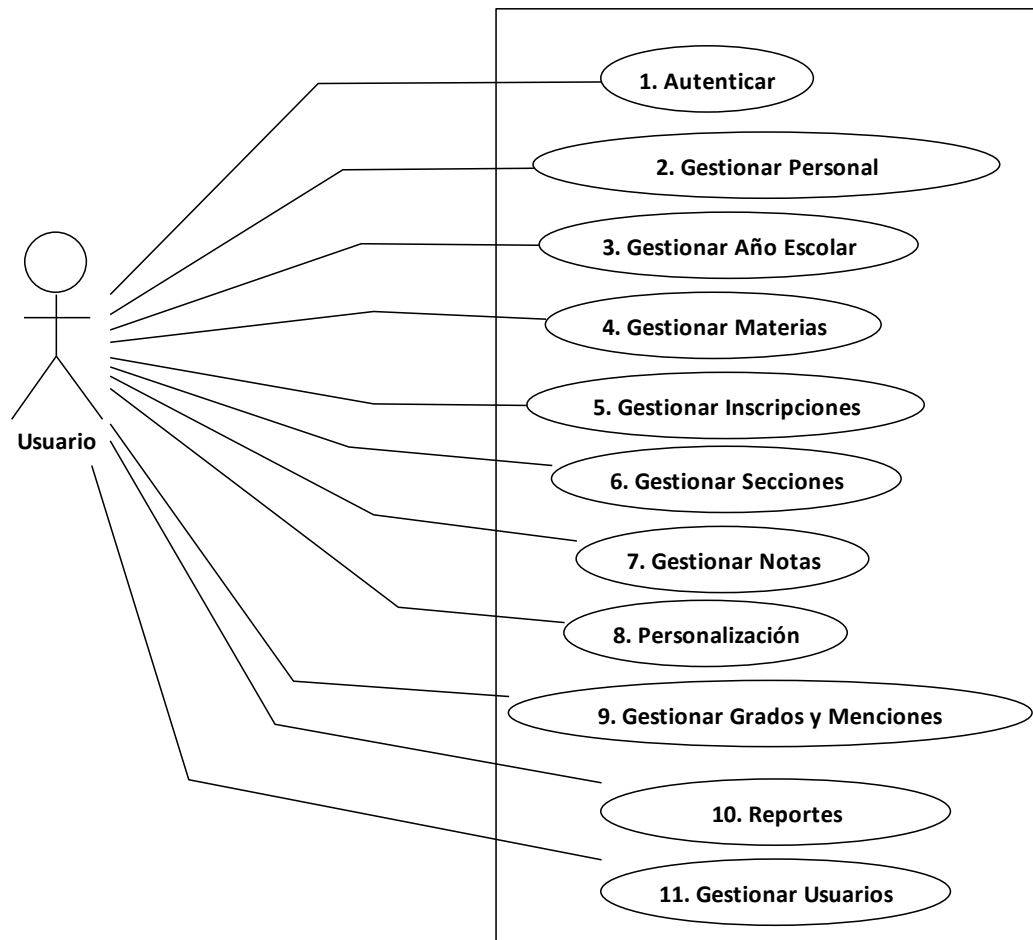 1. Autenticar
2. Gestionar Personal
3. Gestionar Año Escolar
4. Gestionar Materias
5. Gestionar Inscripciones
Usuario
6. Gestionar Secciones
7. Gestionar Notas
8. Personalización
9. Gestionar Grados y Menciones
10. Reportes
11. Gestionar Usuarios